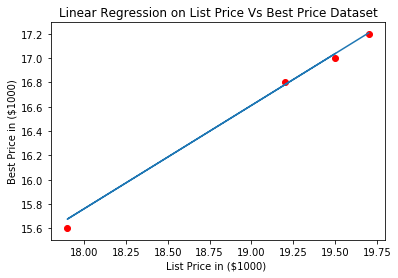 Linear Regression on List Price Vs Best Price Dataset
17.2
17.0
16.8
16.6
16.4
16.2
16.0
15.8
15.6
Best Price in ($1000)
18.00 18.25 18.50 18.75 19.00 19.25 19.50 19.75
List Price in ($1000)